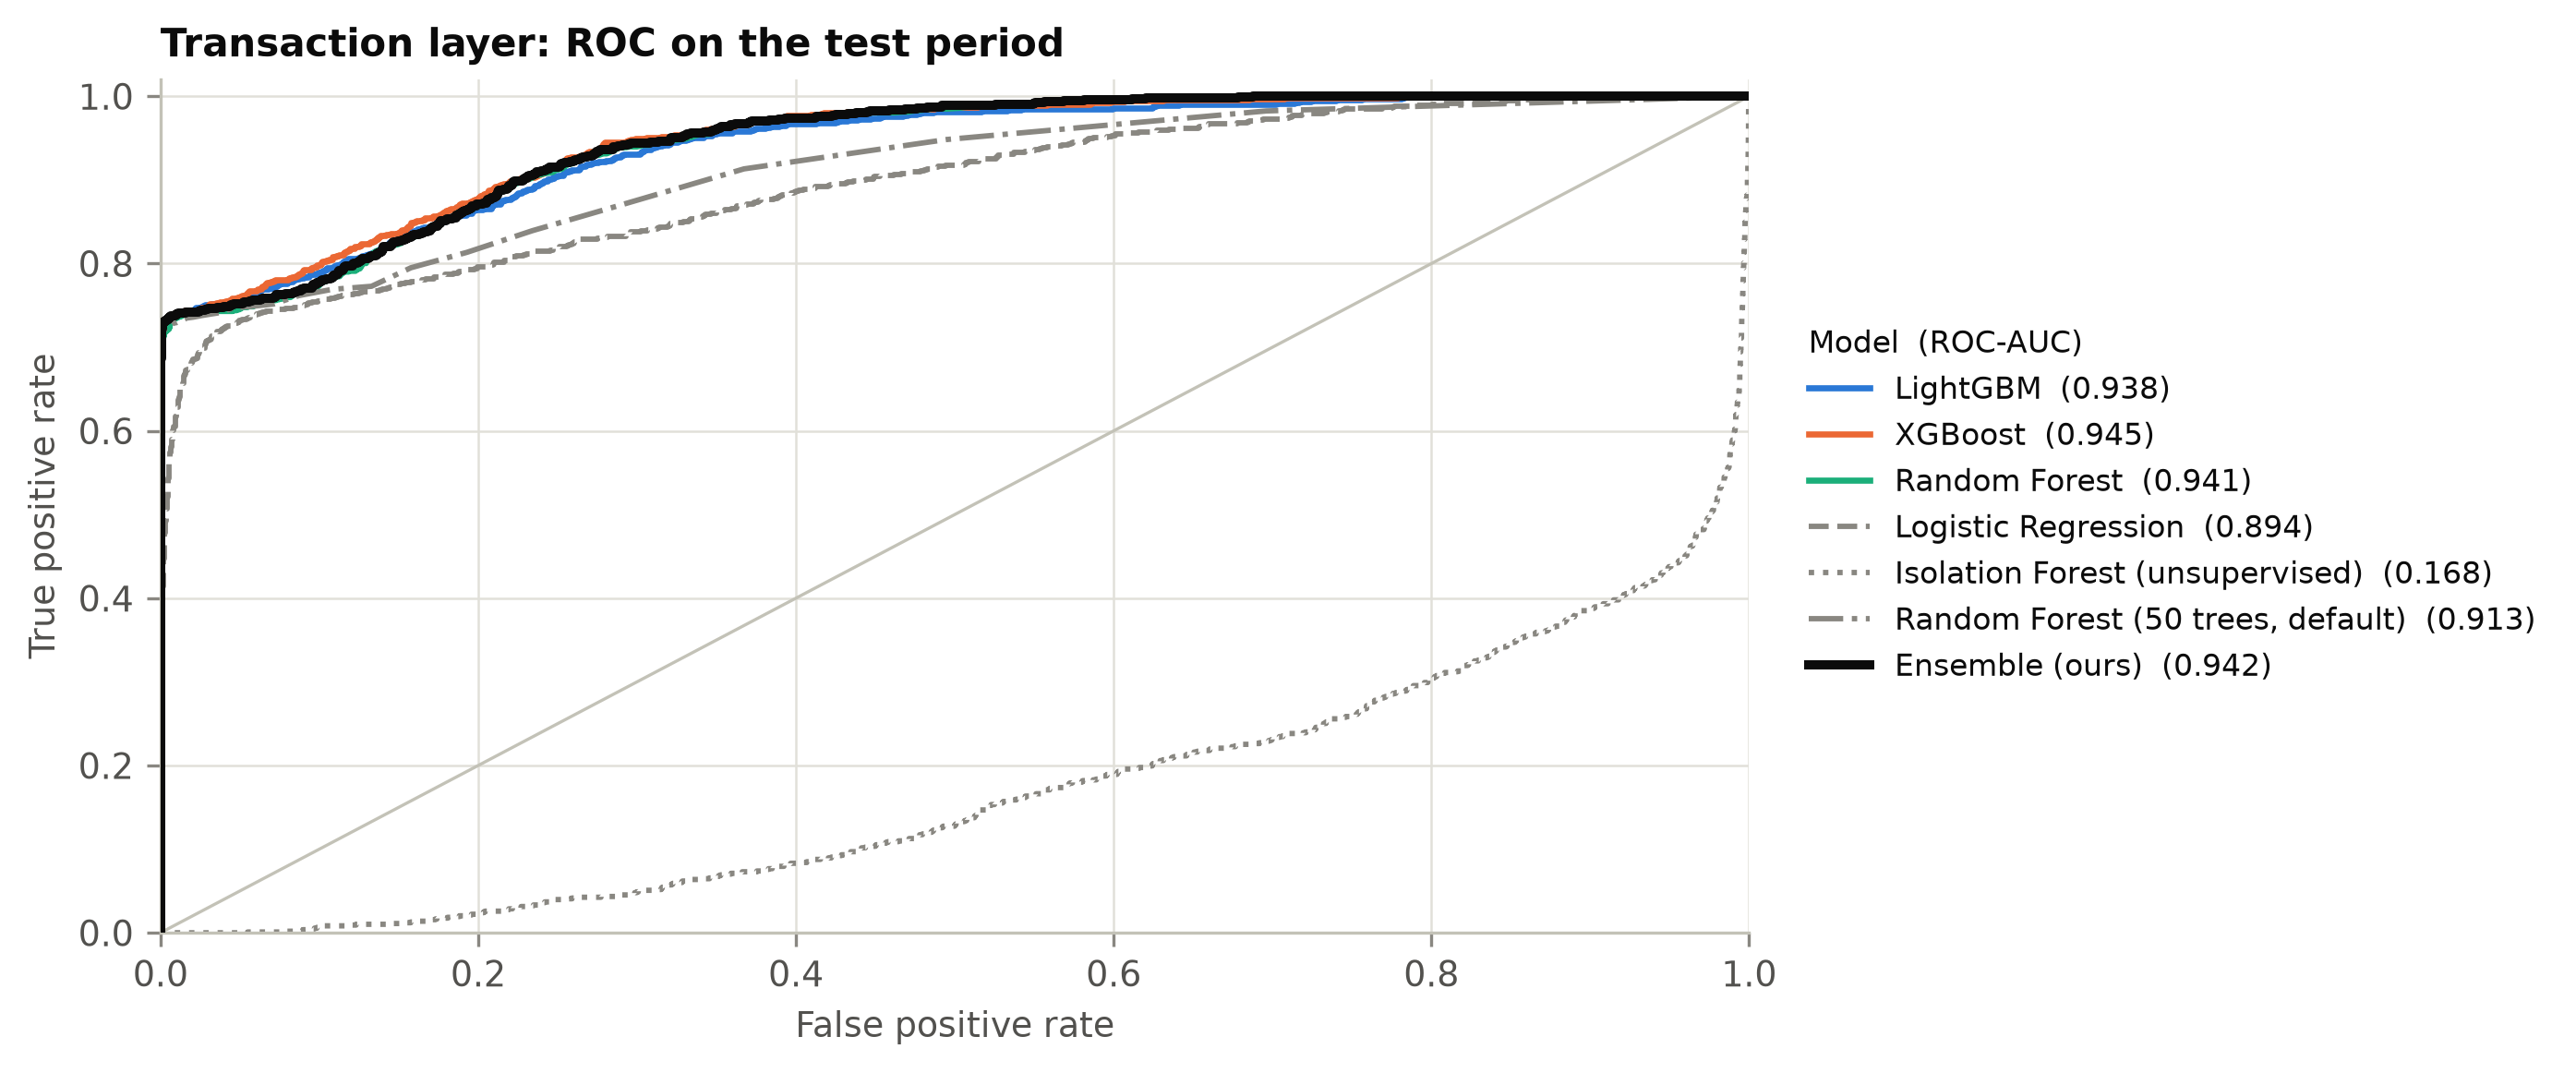 Transaction layer: ROC on the test period
1.0
0.8
0.6
0.4
0.2
0.0
True positive rate
0.0 0.2 0.4 0.6 0.8 1.0
False positive rate
Model (ROC-AUC)
LightGBM (0.938)
XGBoost (0.945)
Random Forest (0.941)
Logistic Regression (0.894)
Isolation Forest (unsupervised) (0.168)
Random Forest (50 trees, default) (0.913)
Ensemble (ours) (0.942)